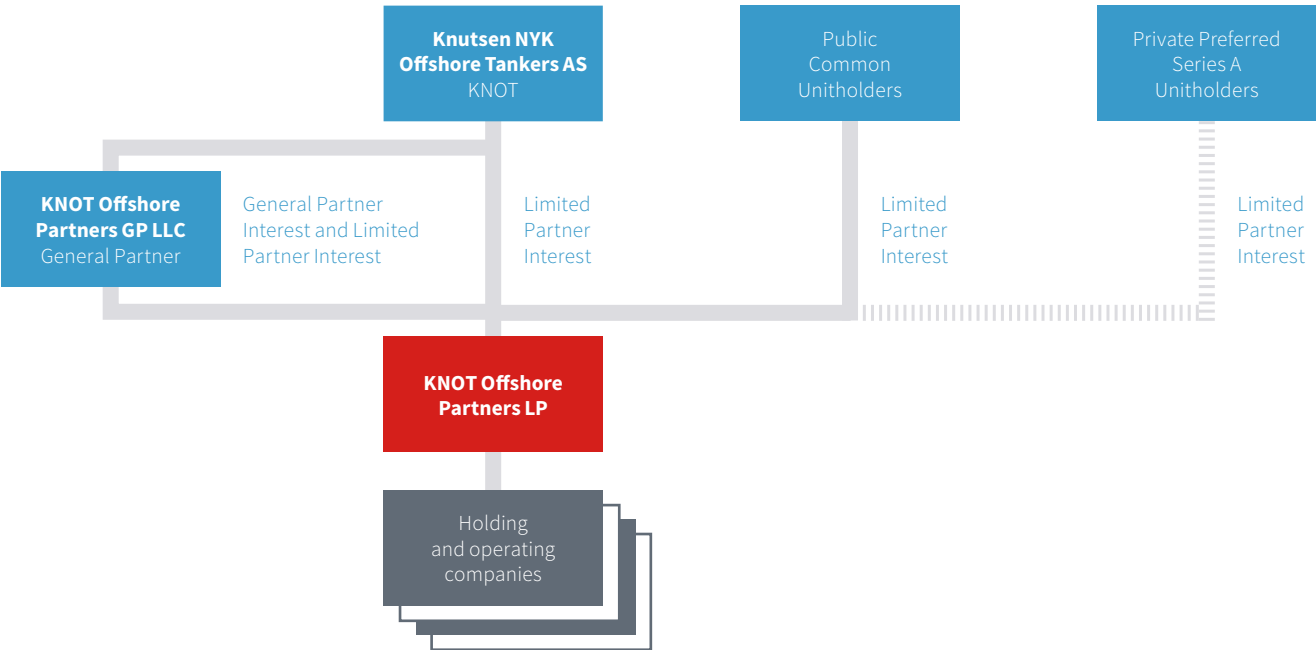 Knutsen NYK
Offshore Tankers AS
KNOT
Public
Common
Unitholders
Private Preferred
Series A
Unitholders
KNOT Offshore
Partners GP LLC
General Partner
General Partner
Interest and Limited
Partner Interest
Limited
Partner
Interest
Limited
Partner
Interest
Limited
Partner
Interest
KNOT Offshore
Partners LP
Holding
and operating
companies